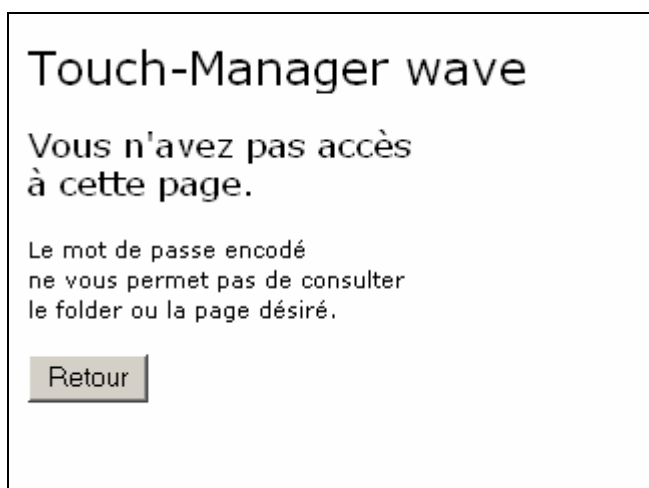 Touch-Manager wave
Vous n'avez pas accès
à cette page.
Le mot de passe encodé
ne vous permet pas de consulter
le folder ou la page désiré.
Retour